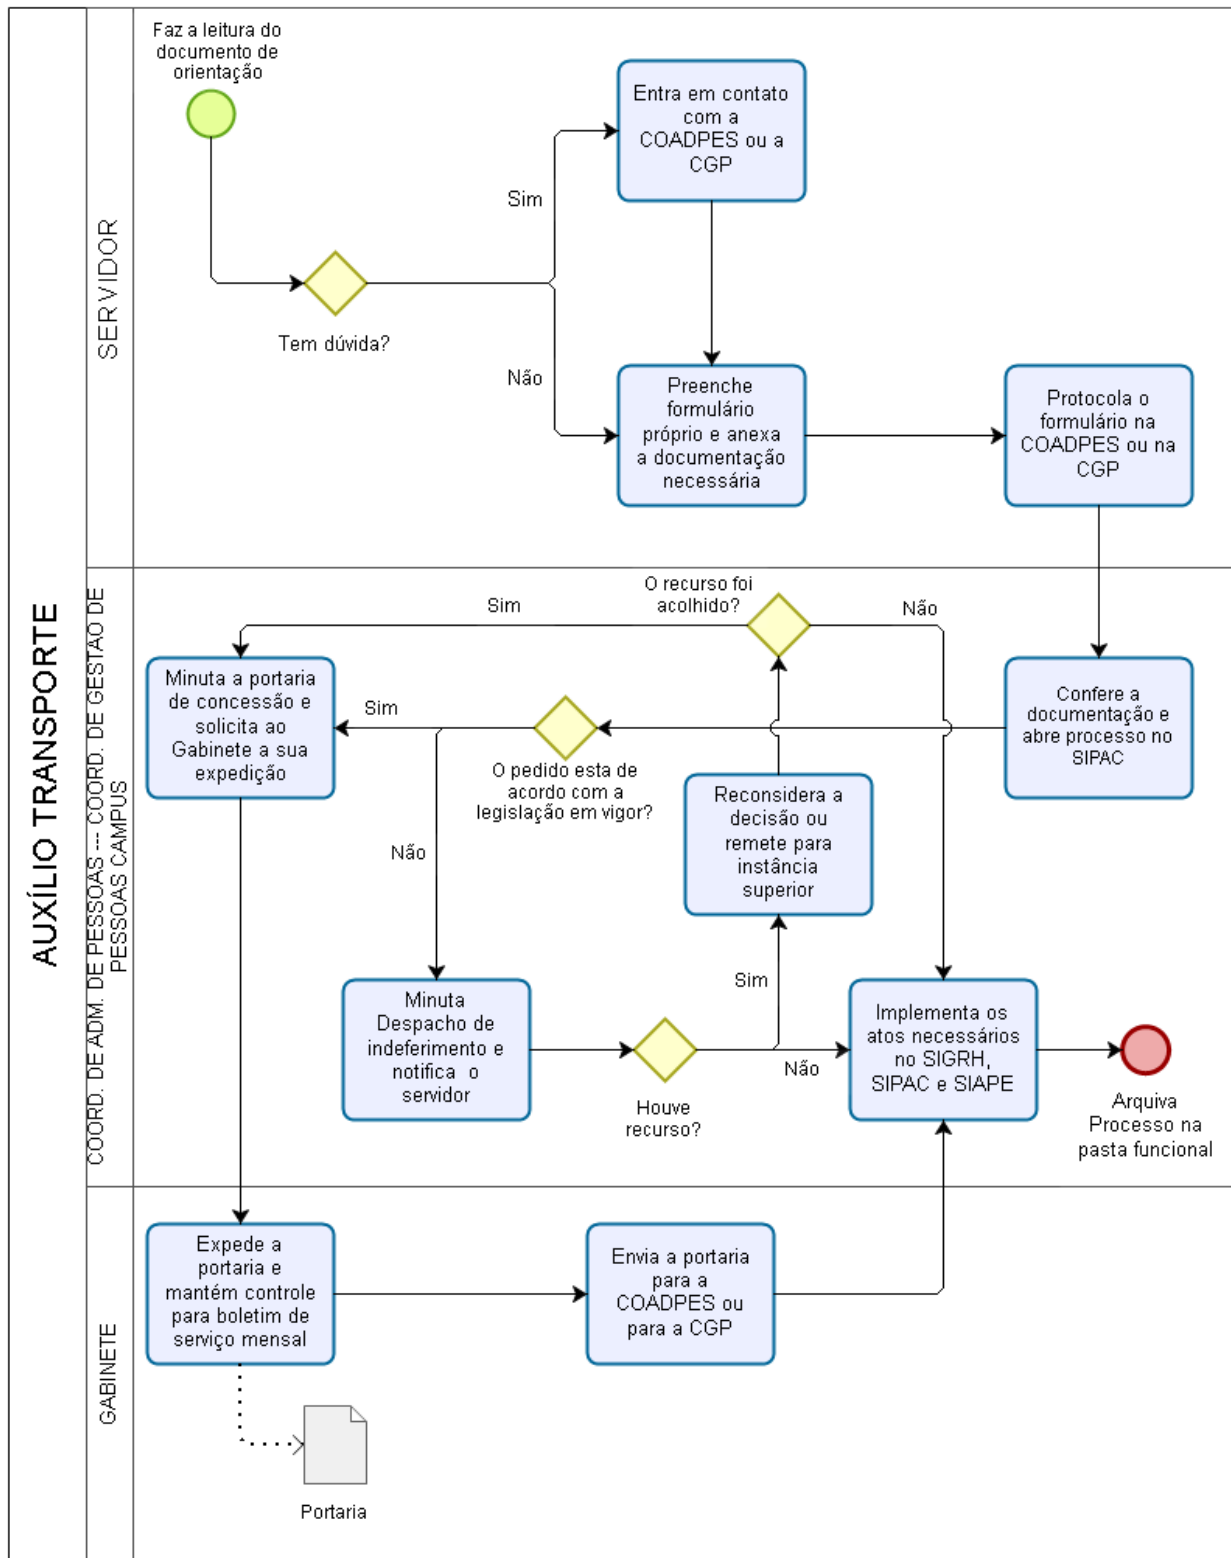 AUXÍLIO TRANSPORTE
SERVIDOR
Faz a leitura do
documento de
orientação
Tem dúvida?
Sim
Não
Entra em contato
com a
COADPES ou a
CGP
Preenche
formulário
próprio e anexa
a documentação
necessária
Protocola o
formulário na
COADPES ou na
CGP
COORD. DE ADM. DE PESSOAS --- COORD. DE GESTAO DE
PESSOAS CAMPUS
O recurso foi
acolhido?
Sim
Não
Minuta a portaria
de concessão e
solicita ao
Gabinete a sua
expedição
Sim
O pedido esta de
acordo com a
legislação em vigor?
Não
Confere a
documentação e
abre processo no
SIPAC
Reconsidera a
decisão ou
remete para
instância
superior
Minuta
Despacho de
indeferimento e
notifica o
servidor
Houve
recurso?
Sim
Não
Implementa os
atos necessários
no SIGRH,
SIPAC e SIAPE
Arquiva
Processo na
pasta funcional
GABINETE
Expede a
portaria e
mantém controle
para boletim de
serviço mensal
Envia a portaria
para a
COADPES ou
para a CGP
Portaria